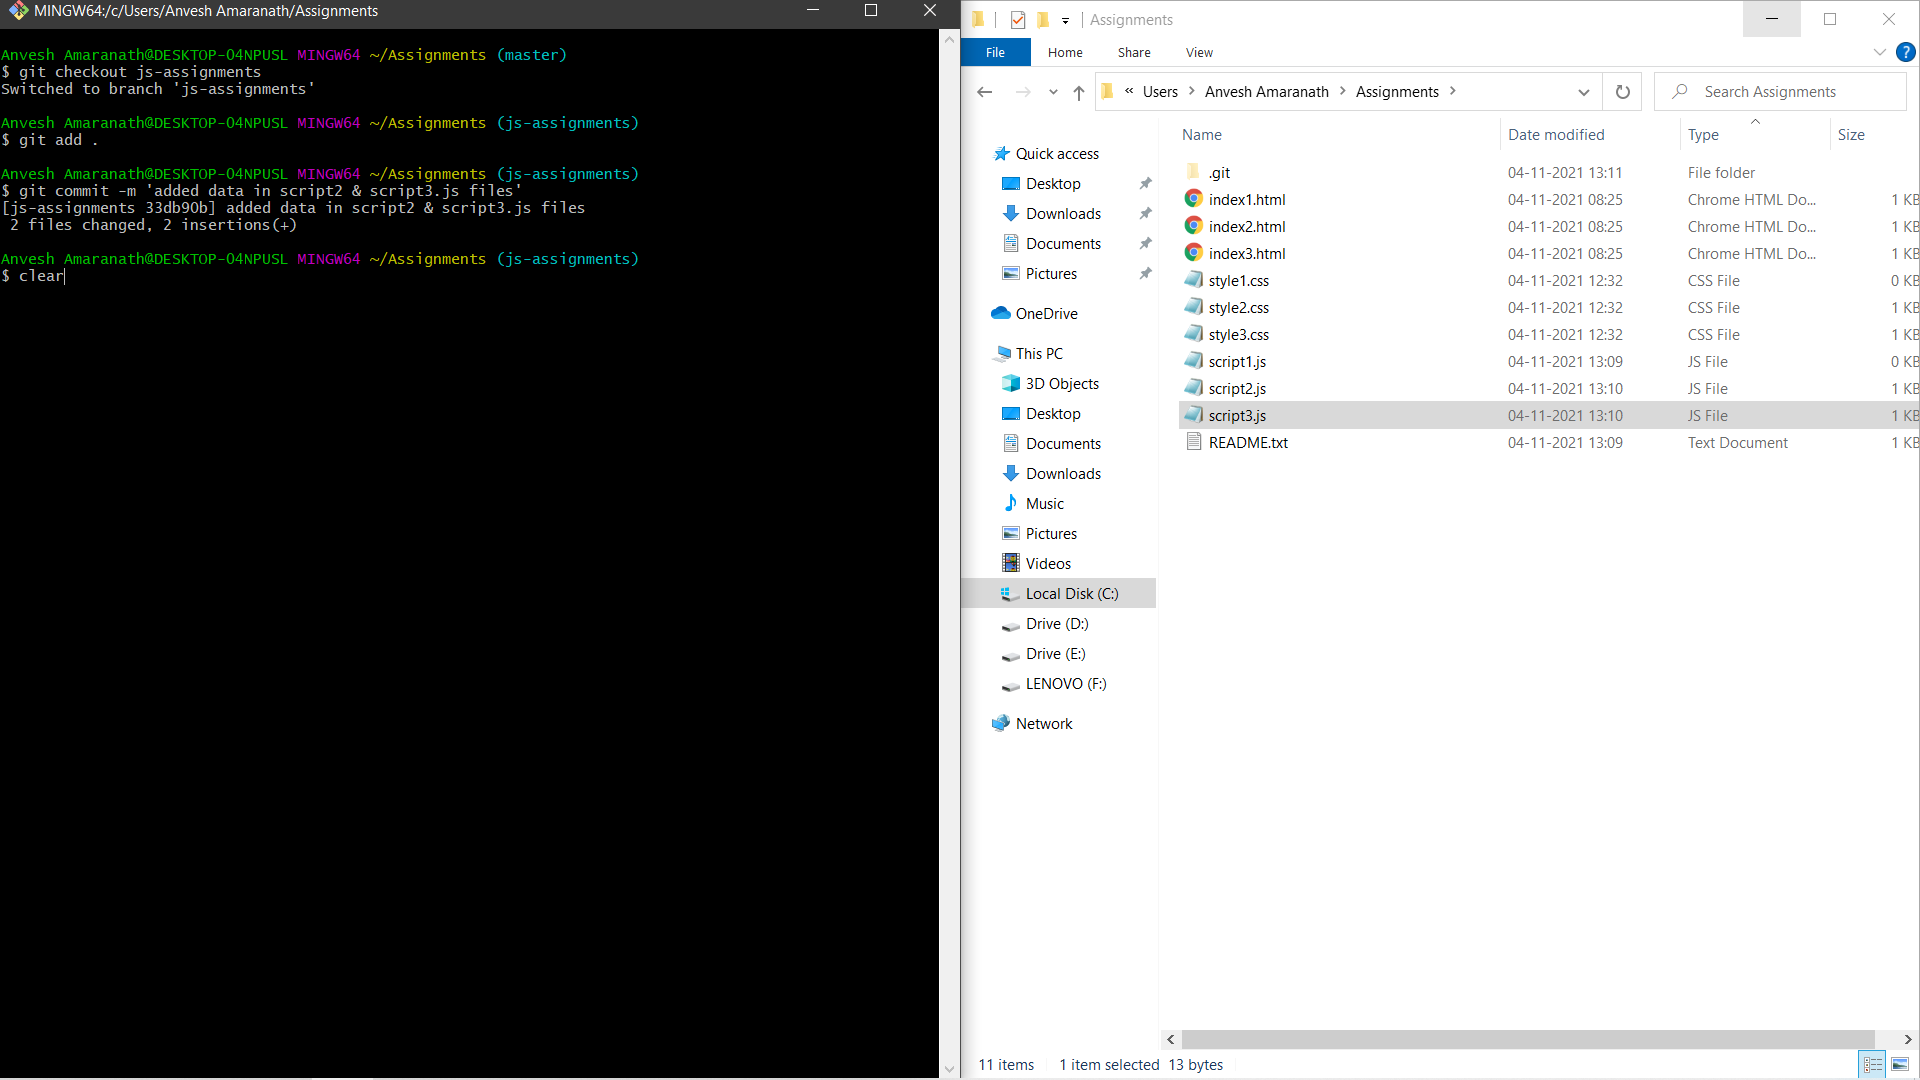 MINGW64:/c/Users/Anvesh Amaranath/Assignments
Anvesh Amaranath@DESKTOP-O4NPUSL MINGW64 ~/Assignments (master)
$ git checkout js-assignments
Switched to branch 'js-assignments'
Anvesh Amaranath@DESKTOP-O4NPUSL MINGW64 ~/Assignments (js-assignments)
$ git add .
Anvesh Amaranath@DESKTOP-O4NPUSL MINGW64 ~/Assignments (js-assignments)
$ git commit -m 'added data in script2 & script3.js files'
[js-assignments 33db90b] added data in script2 & script3.js files
2 files changed, 2 insertions(+)
Anvesh Amaranath@DESKTOP-O4NPUSL MINGW64 ~/Assignments (js-assignments)
$ clear
Assignments
File Home Share View
« Users > Anvesh Amaranath > Assignments >
Search Assignments
Quick access
Desktop
Downloads
Documents
Pictures
OneDrive
This PC
3D Objects
Desktop
Documents
Downloads
Music
Pictures
Videos
Local Disk (C:)
Drive (D:)
Drive (E:)
LENOVO (F:)
Network
Name Date modified Type Size
.git 04-11-2021 13:11 File folder
index1.html 04-11-2021 08:25 Chrome HTML Do... 1 KB
index2.html 04-11-2021 08:25 Chrome HTML Do... 1 KB
index3.html 04-11-2021 08:25 Chrome HTML Do... 1 KB
style1.css 04-11-2021 12:32 CSS File 0 KB
style2.css 04-11-2021 12:32 CSS File 1 KB
style3.css 04-11-2021 12:32 CSS File 1 KB
script1.js 04-11-2021 13:09 JS File 0 KB
script2.js 04-11-2021 13:10 JS File 1 KB
script3.js 04-11-2021 13:10 JS File 1 KB
README.txt 04-11-2021 13:09 Text Document 1 KB
11 items 1 item selected 13 bytes